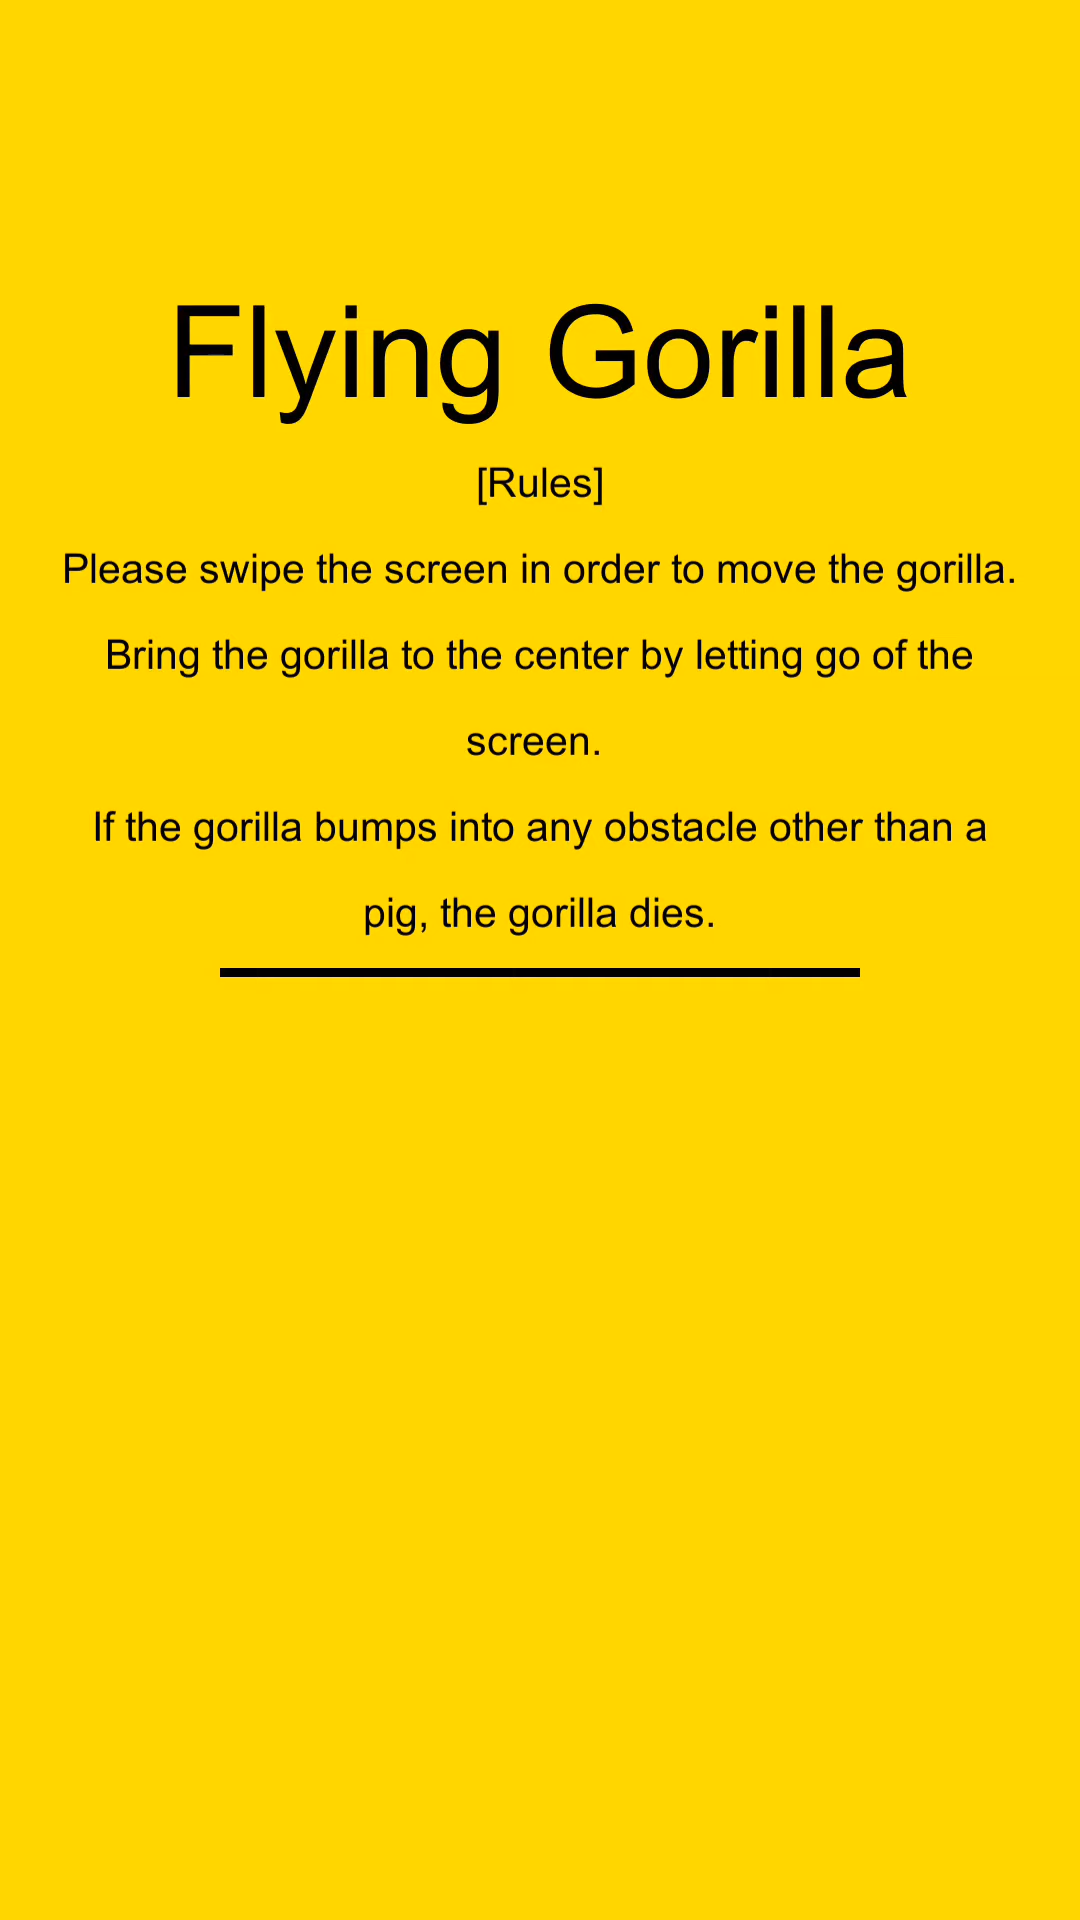 Flying Gorilla
[Rules]
Please swipe the screen in order to move the gorilla.
Bring the gorilla to the center by letting go of the
screen.
If the gorilla bumps into any obstacle other than a
pig, the gorilla dies.